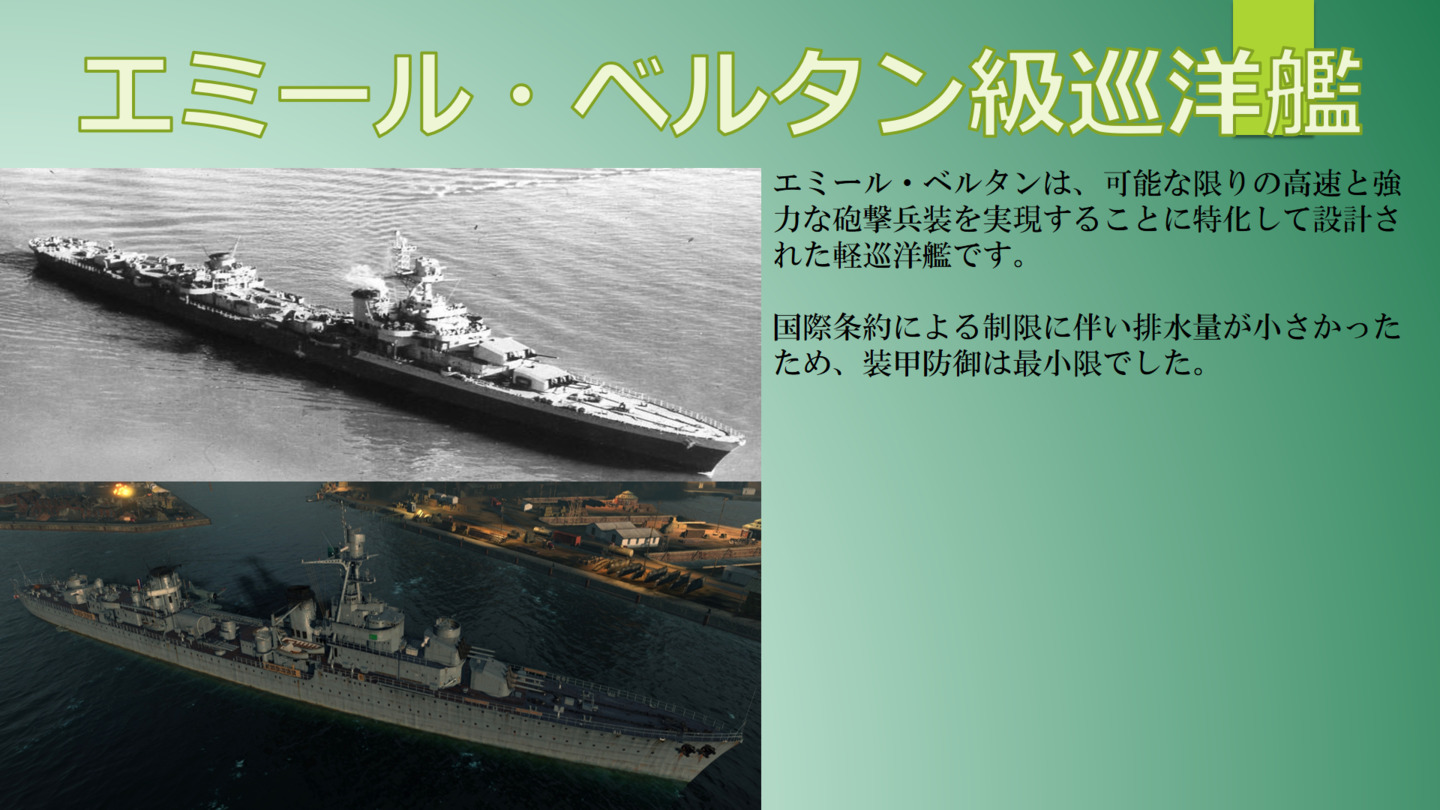 エミール・ベルタン級巡洋艦
エミール・ベルタンは、可能な限りの高速と強
力な砲撃兵装を実現することに特化して設計さ
れた軽巡洋艦です。
国際条約による制限に伴い排水量が小さかった
ため、装甲防御は最小限でした。